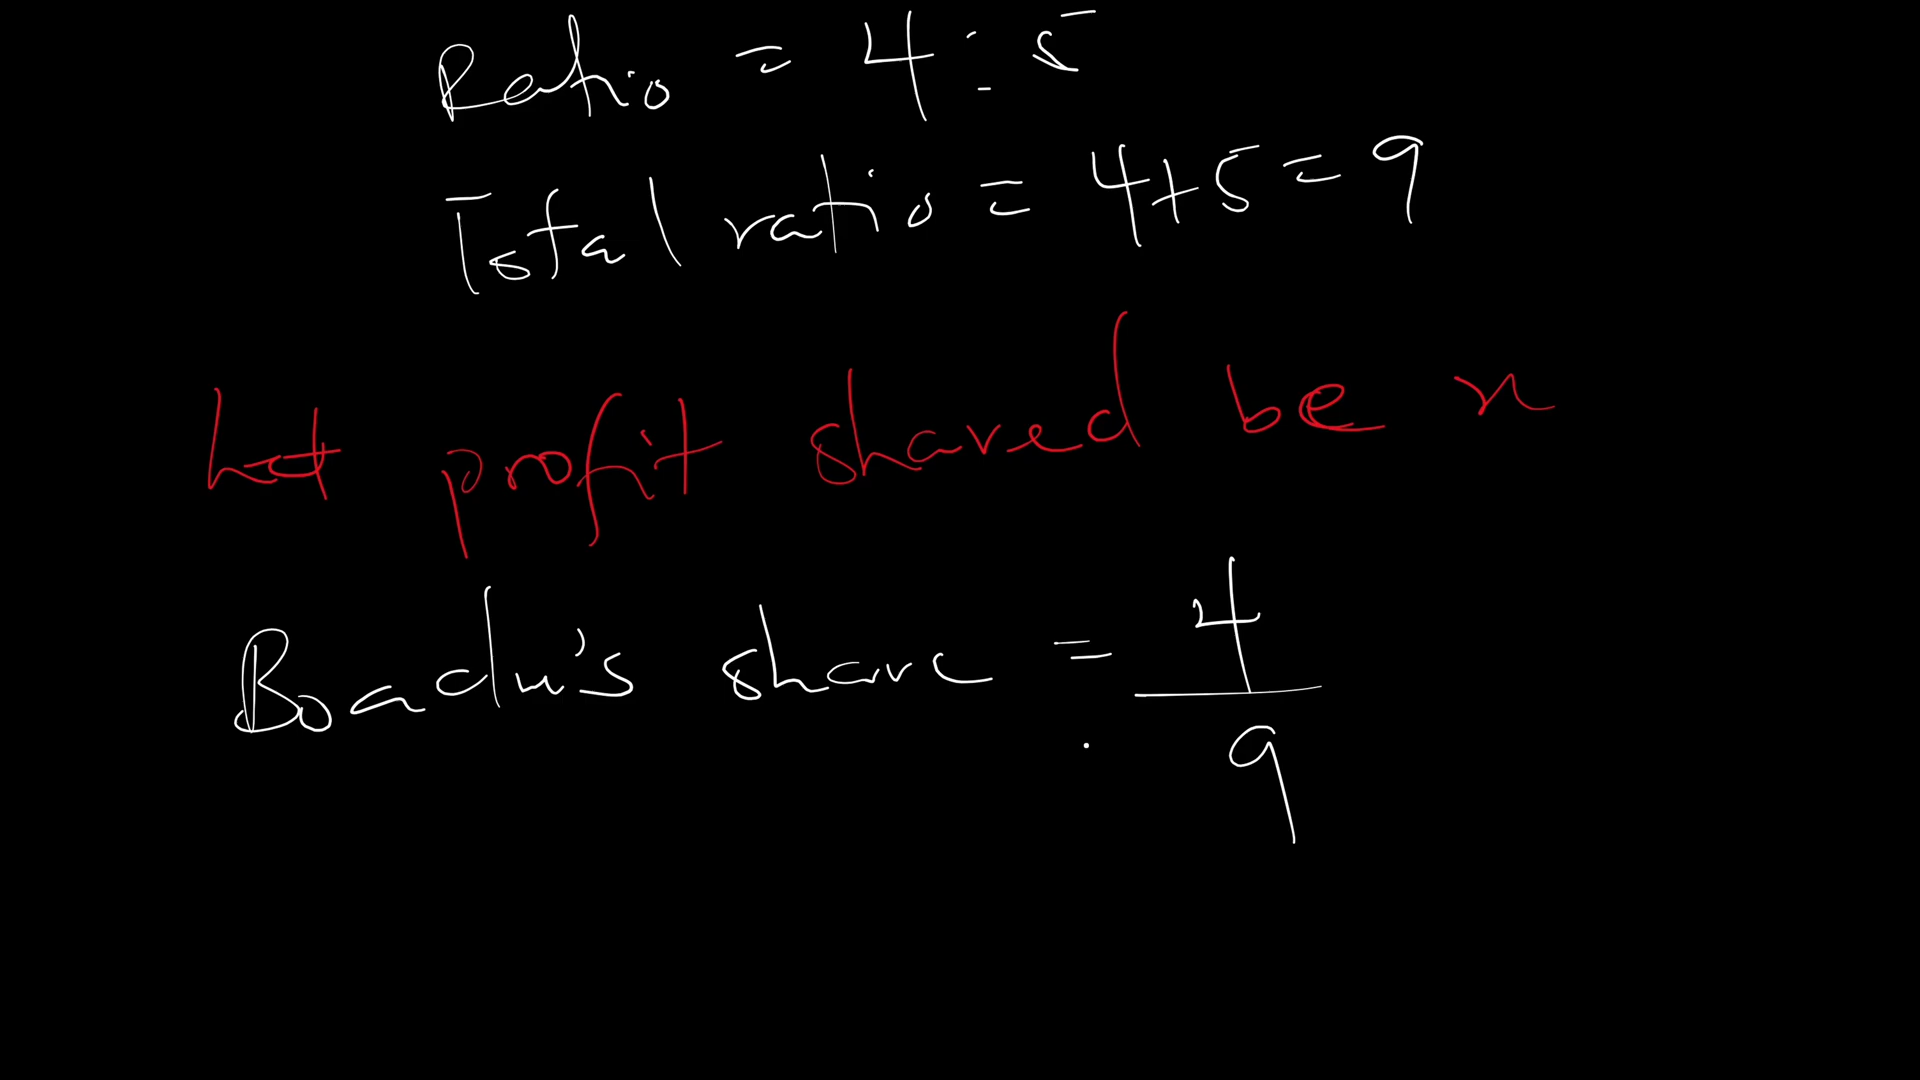 Ratio = 4 : 5
Total ratio = 4+5 = 9
Let profit shared be x
Boadu's share = 4/9